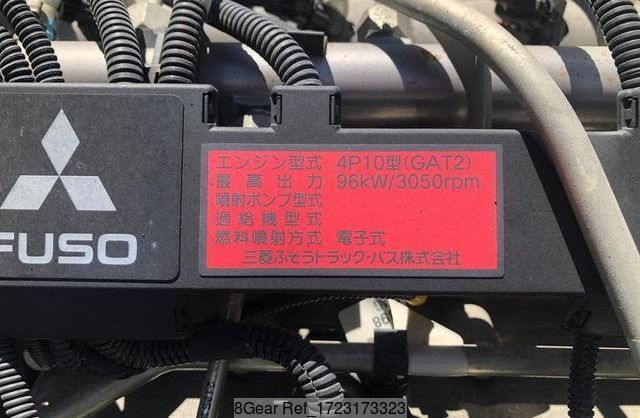 FUSO
エンジン型式 4P10型(GAT2)
最高出力 96kW/3050rpm
噴射ポンプ型式
過給機型式
燃料噴射方式 電子式
三菱ふそうトラック・バス株式会社
8Gear Ref_1723173323